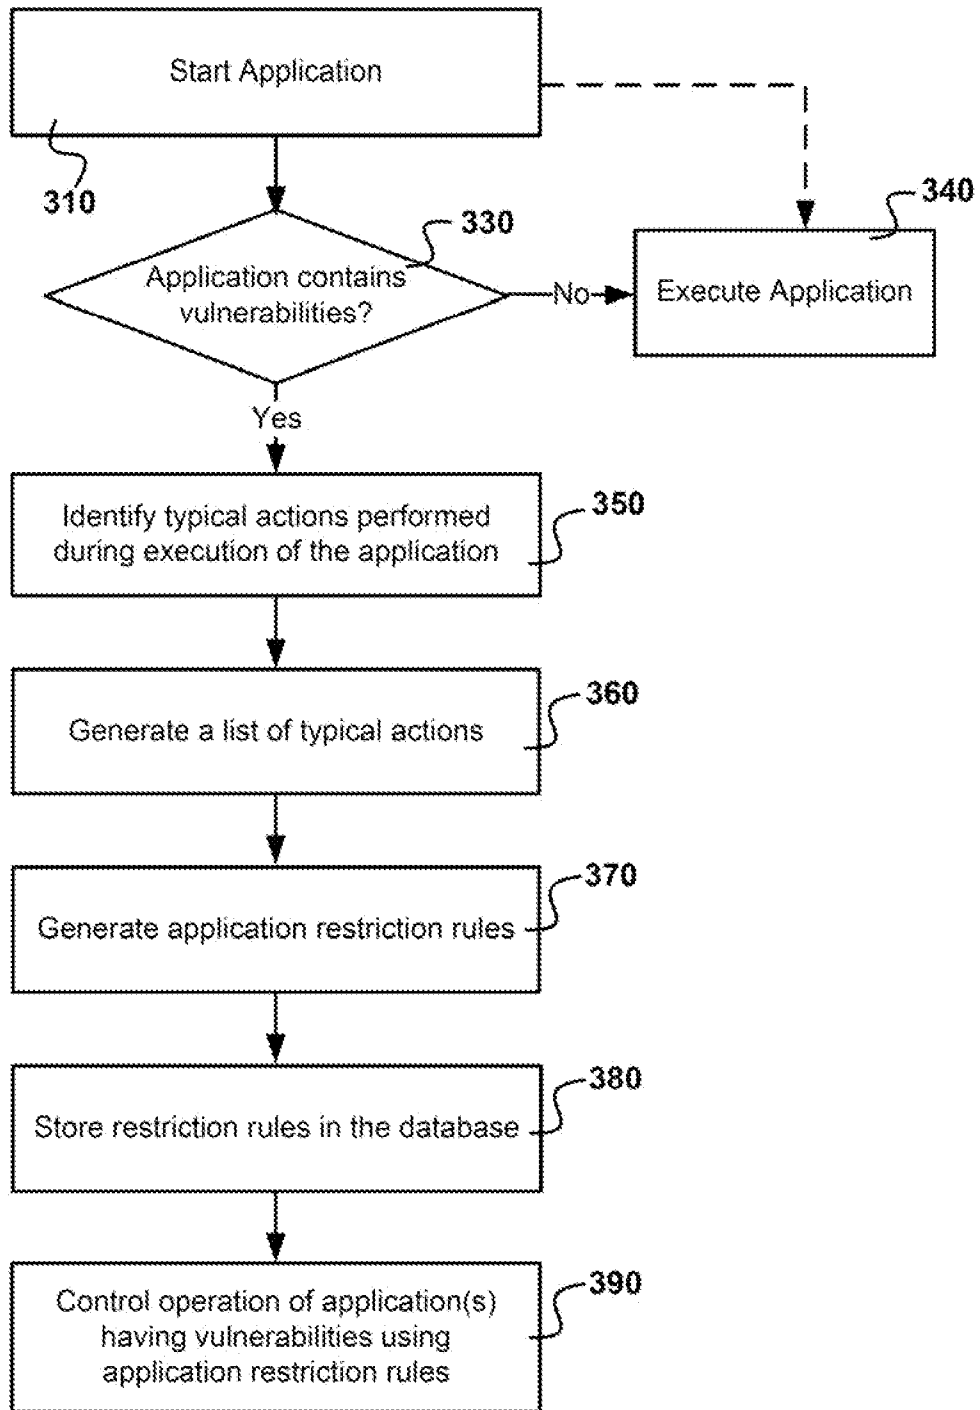 Start Application
310
330
340
Application contains
vulnerabilities?
No
Execute Application
Yes
350
Identify typical actions performed
during execution of the application
360
Generate a list of typical actions
370
Generate application restriction rules
380
Store restriction rules in the database
390
Control operation of application(s)
having vulnerabilities using
application restriction rules